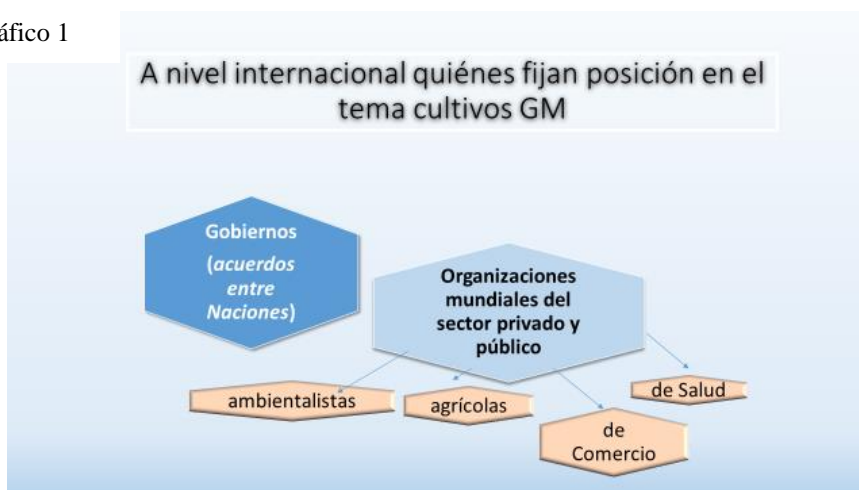 áfico 1
A nivel internacional quiénes fijan posición en el
tema cultivos GM
Gobiernos
(acuerdos
entre
Naciones)
Organizaciones
mundiales del
sector privado y
público
ambientalistas
agrícolas
de
Comercio
de Salud